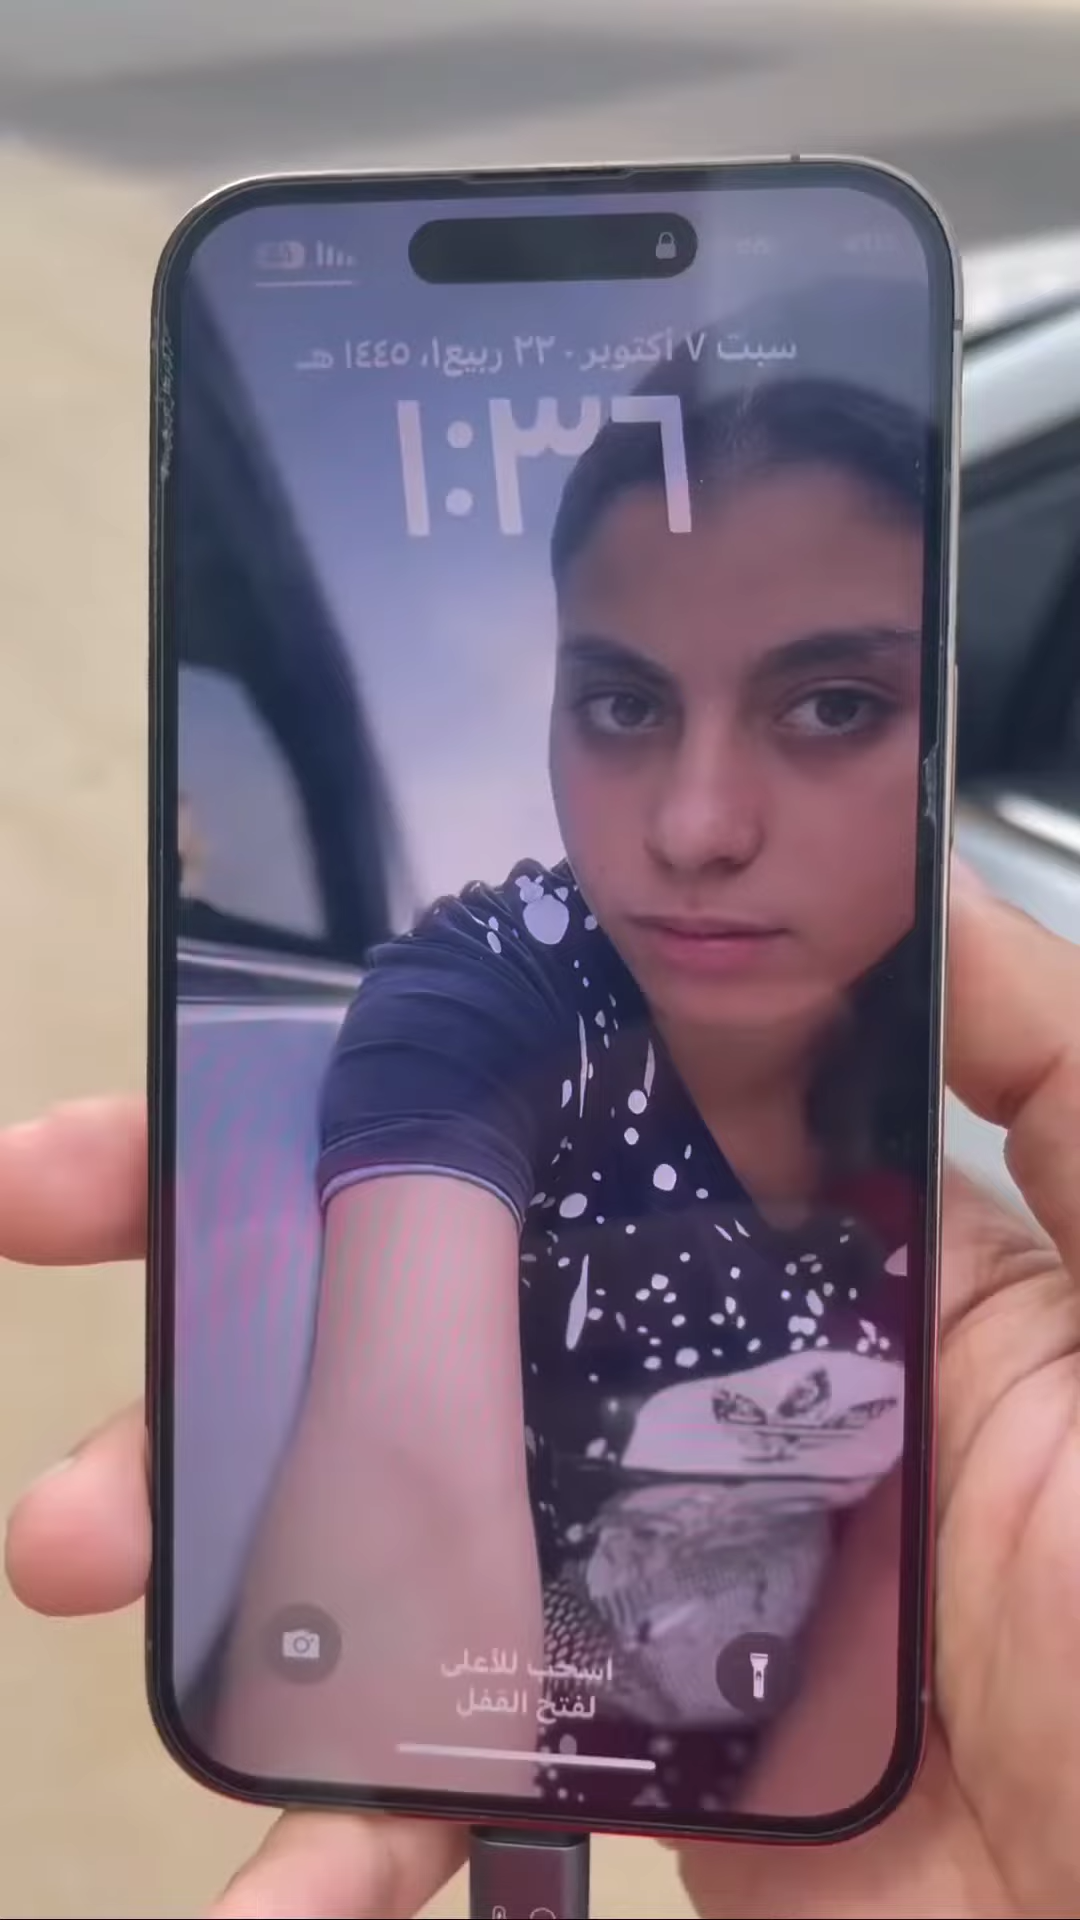 سبت ٧ أكتوبر - ٢٢ ربيع١، ١٤٤٥ هـ
١:٣٦
اسحب للأعلى
لفتح القفل